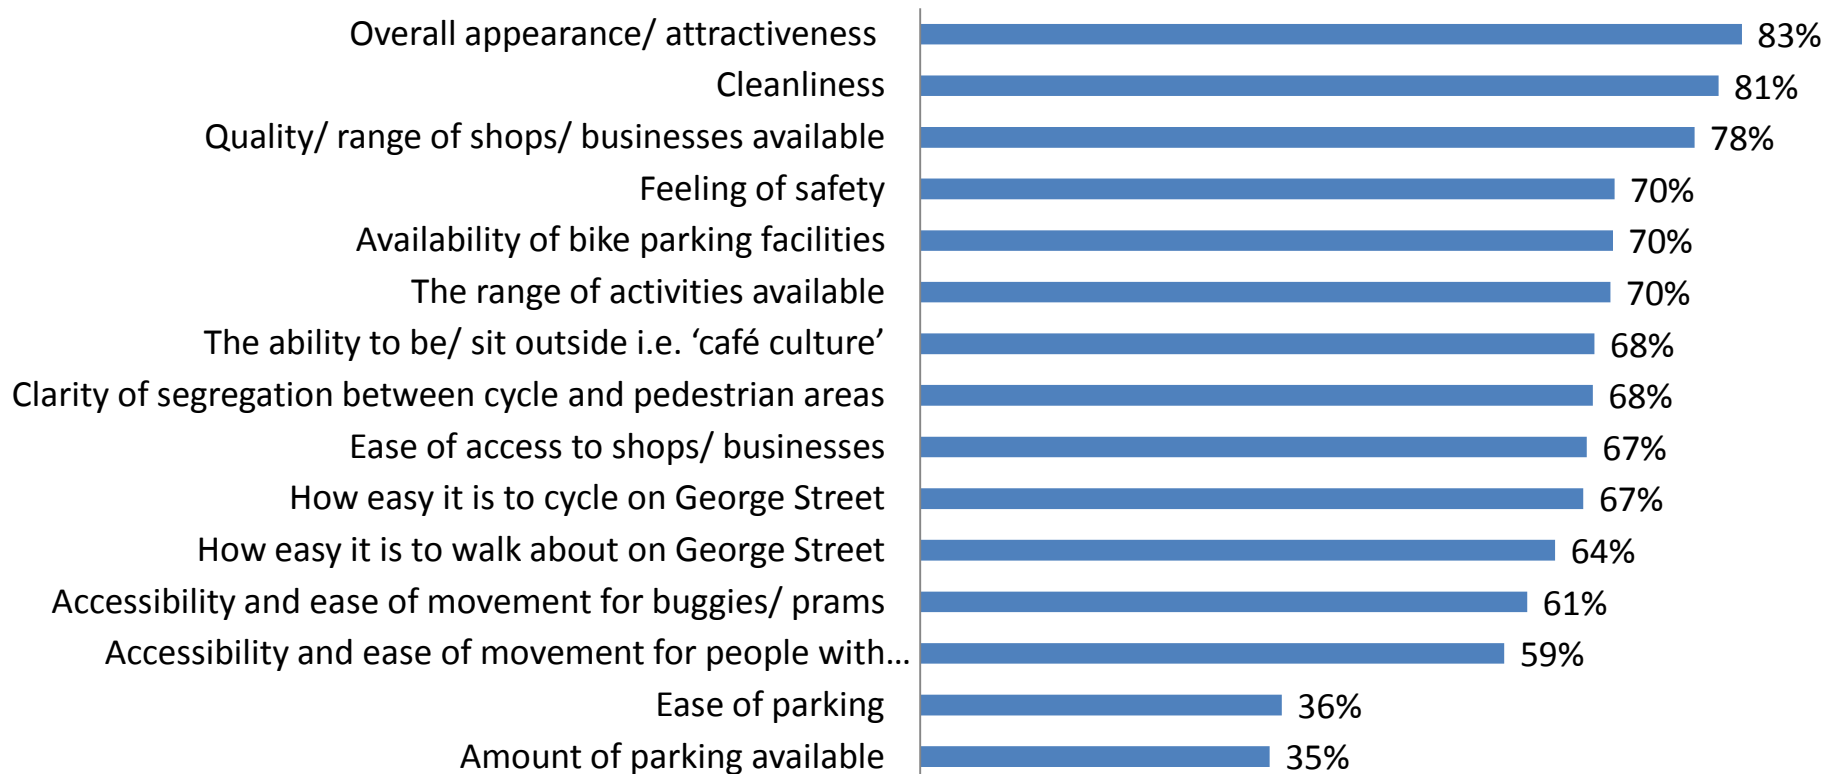 Overall appearance/ attractiveness 83%
Cleanliness 81%
Quality/ range of shops/ businesses available 78%
Feeling of safety 70%
Availability of bike parking facilities 70%
The range of activities available 70%
The ability to be/ sit outside i.e. ‘café culture’ 68%
Clarity of segregation between cycle and pedestrian areas 68%
Ease of access to shops/ businesses 67%
How easy it is to cycle on George Street 67%
How easy it is to walk about on George Street 64%
Accessibility and ease of movement for buggies/ prams 61%
Accessibility and ease of movement for people with... 59%
Ease of parking 36%
Amount of parking available 35%